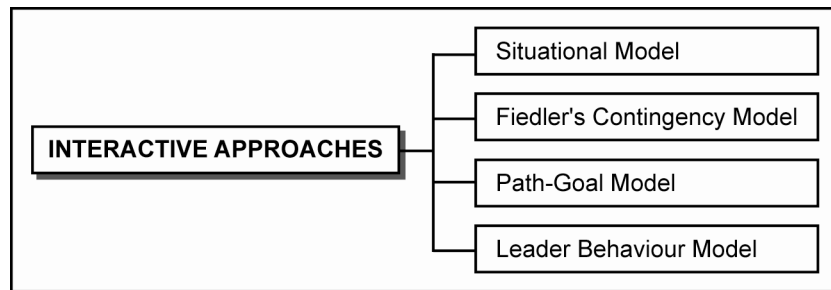 INTERACTIVE APPROACHES
Situational Model
Fiedler's Contingency Model
Path-Goal Model
Leader Behaviour Model